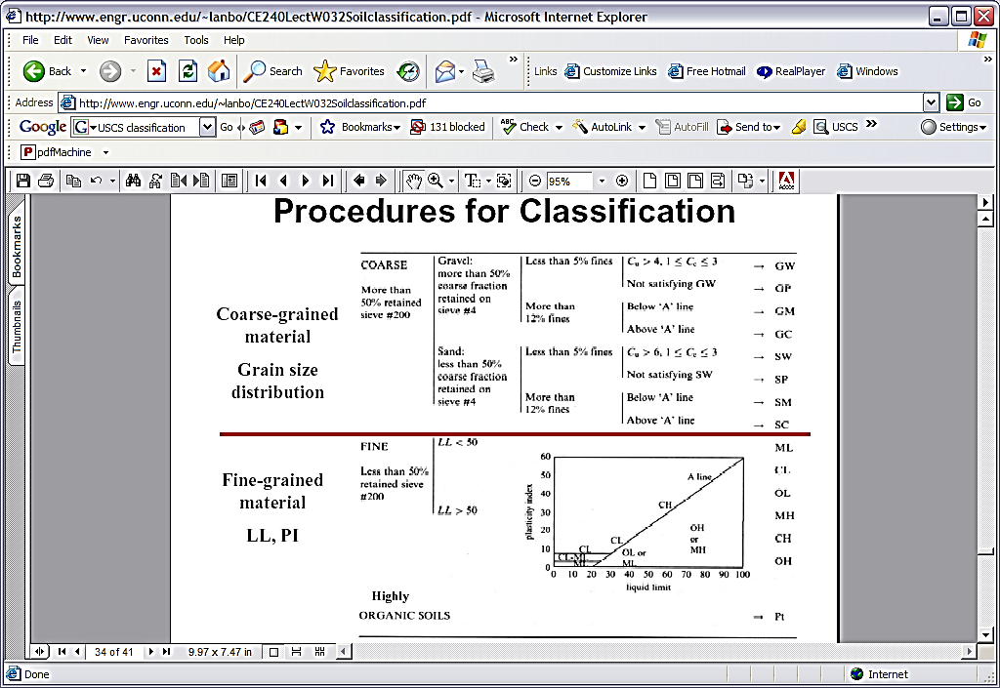 http://www.engr.uconn.edu/~lanbo/CE240LectW032Soilclassification.pdf - Microsoft Internet Explorer
File Edit View Favorites Tools Help
Back Search Favorites Links Customize Links Free Hotmail RealPlayer Windows
Address http://www.engr.uconn.edu/~lanbo/CE240LectW032Soilclassification.pdf Go
Google G USCS classification Go Bookmarks 131 blocked ABC Check AutoLink AutoFill Send to USCS Settings
pdfMachine
95% Adobe
Bookmarks
Thumbnails
Procedures for Classification
Coarse-grained
material
Grain size
distribution
COARSE
More than
50% retained
sieve #200
Gravel:
more than 50%
coarse fraction
retained on
sieve #4
Less than 5% fines
Cu > 4, 1 ≤ Cc ≤ 3 → GW
Not satisfying GW → GP
More than
12% fines
Below 'A' line → GM
Above 'A' line → GC
Sand:
less than 50%
coarse fraction
retained on
sieve #4
Less than 5% fines
Cu > 6, 1 ≤ Cc ≤ 3 → SW
Not satisfying SW → SP
More than
12% fines
Below 'A' line → SM
Above 'A' line → SC
Fine-grained
material
LL, PI
FINE
Less than 50%
retained sieve
#200
LL < 50
LL > 50
plasticity index
60
50
40
30
20
10
0
A line
CH
CL
CL
CL-ML
ML
OL or
ML
OH
or
MH
0 10 20 30 40 50 60 70 80 90 100
liquid limit
ML
CL
OL
MH
CH
OH
Highly
ORGANIC SOILS → Pt
34 of 41 9.97 x 7.47 in
Done Internet